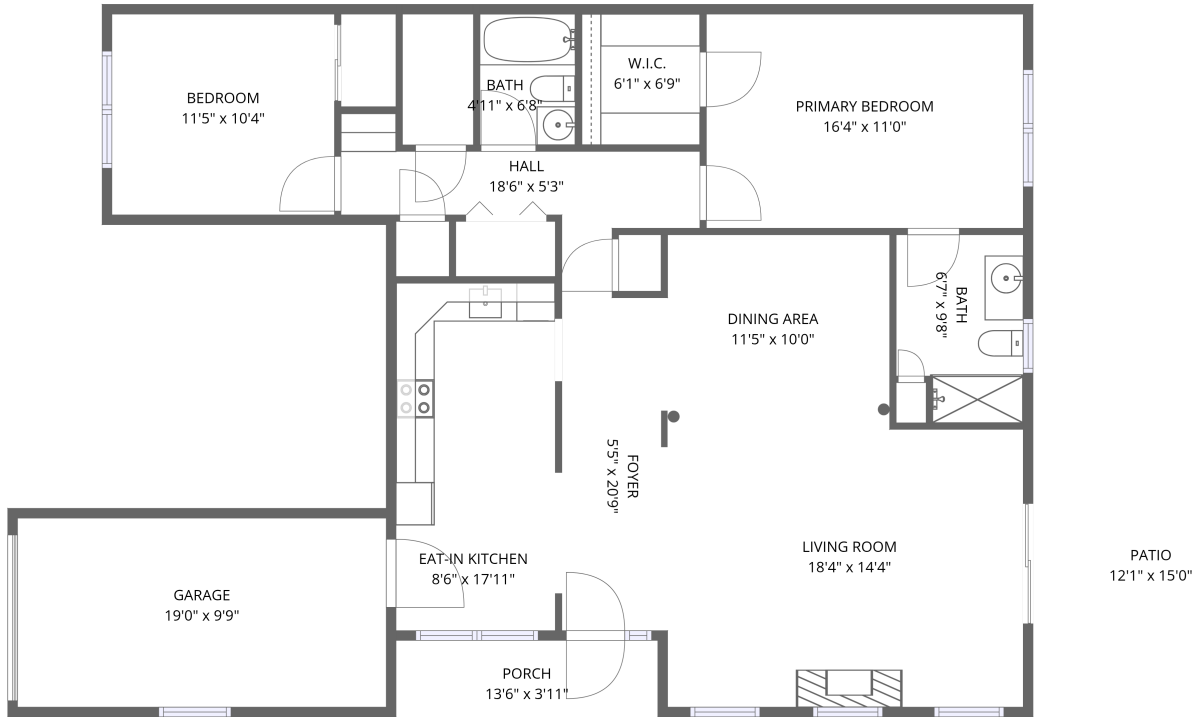 BEDROOM
11'5" x 10'4"
BATH
4'11" x 6'8"
W.I.C.
6'1" x 6'9"
PRIMARY BEDROOM
16'4" x 11'0"
HALL
18'6" x 5'3"
BATH
6'7" x 9'8"
DINING AREA
11'5" x 10'0"
FOYER
5'5" x 20'9"
EAT-IN KITCHEN
8'6" x 17'11"
LIVING ROOM
18'4" x 14'4"
PATIO
12'1" x 15'0"
GARAGE
19'0" x 9'9"
PORCH
13'6" x 3'11"